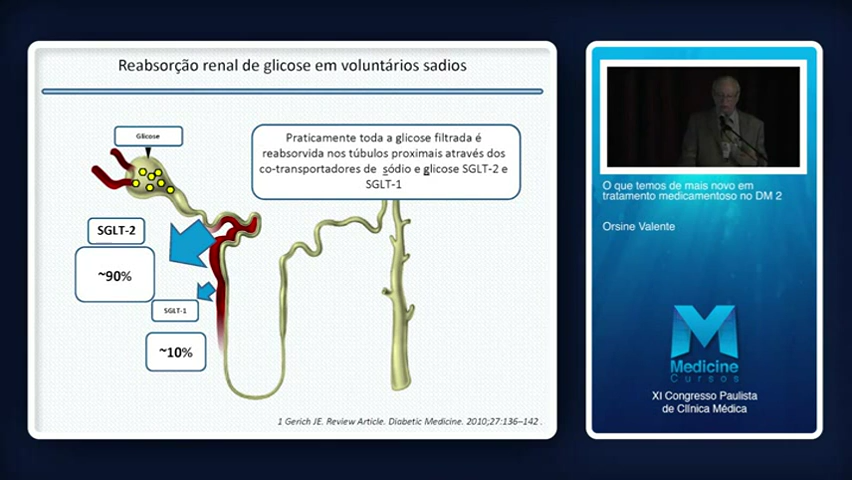 Reabsorção renal de glicose em voluntários sadios
Glicose
Praticamente toda a glicose filtrada é
reabsorvida nos túbulos proximais através dos
co-transportadores de sódio e glicose SGLT-2 e
SGLT-1
SGLT-2
~90%
SGLT-1
~10%
1 Gerich JE. Review Article. Diabetic Medicine. 2010;27:136–142 .
O que temos de mais novo em
tratamento medicamentoso no DM 2
Orsine Valente
Medicine
Cursos
XI Congresso Paulista
de Clínica Médica